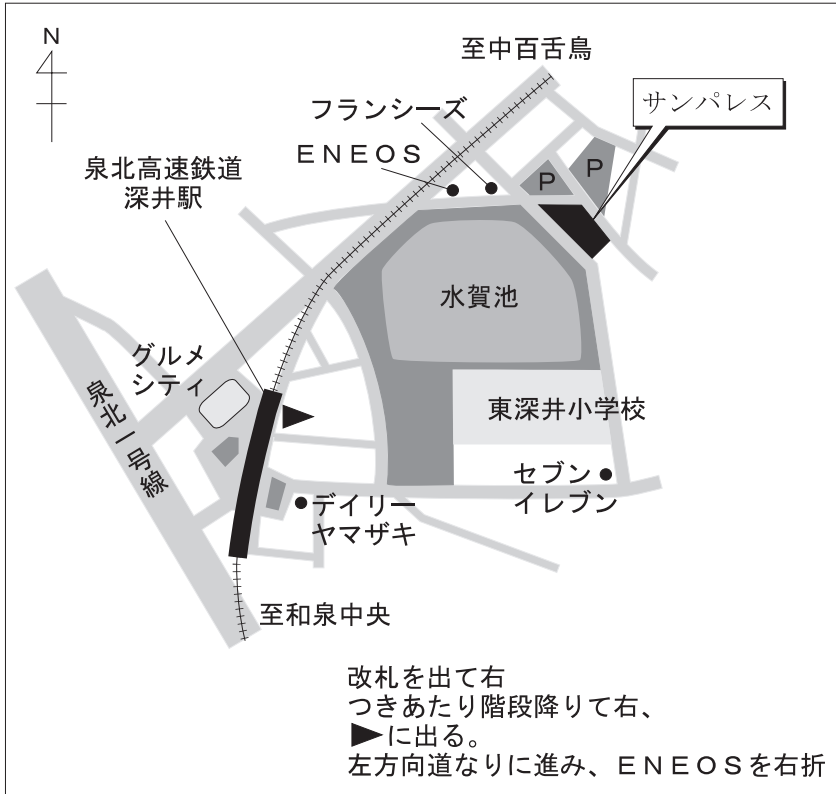 N
至中百舌鳥
サンパレス
フランシーズ
ENEOS
泉北高速鉄道
深井駅
P
P
水賀池
グルメ
シティ
泉北一号線
東深井小学校
セブン
イレブン
デイリー
ヤマザキ
至和泉中央
改札を出て右
つきあたり階段降りて右、
▶に出る。
左方向道なりに進み、ENEOSを右折